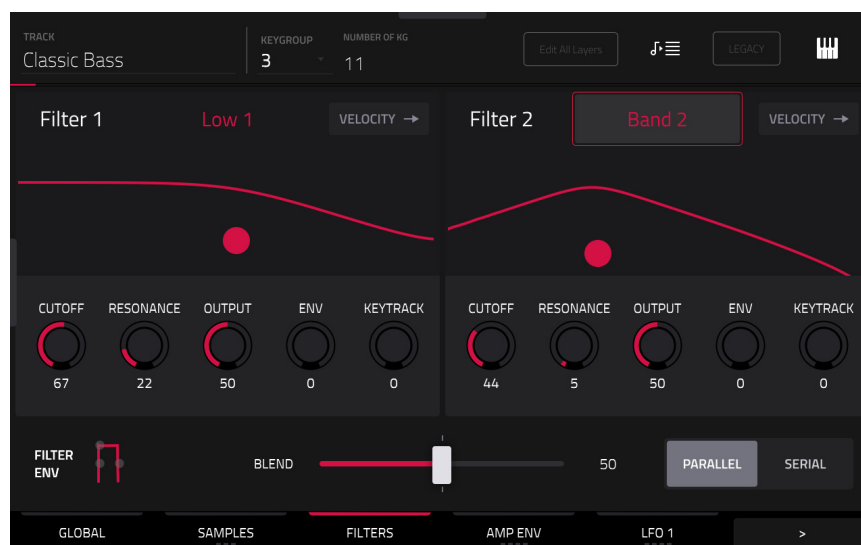 TRACK
Classic Bass
KEYGROUP
3
NUMBER OF KG
11
Edit All Layers
LEGACY
Filter 1
Low 1
VELOCITY →
Filter 2
Band 2
VELOCITY →
CUTOFF RESONANCE OUTPUT ENV KEYTRACK
67 22 50 0 0
CUTOFF RESONANCE OUTPUT ENV KEYTRACK
44 5 50 0 0
FILTER
ENV
BLEND
50
PARALLEL
SERIAL
GLOBAL SAMPLES FILTERS AMP ENV LFO 1 >